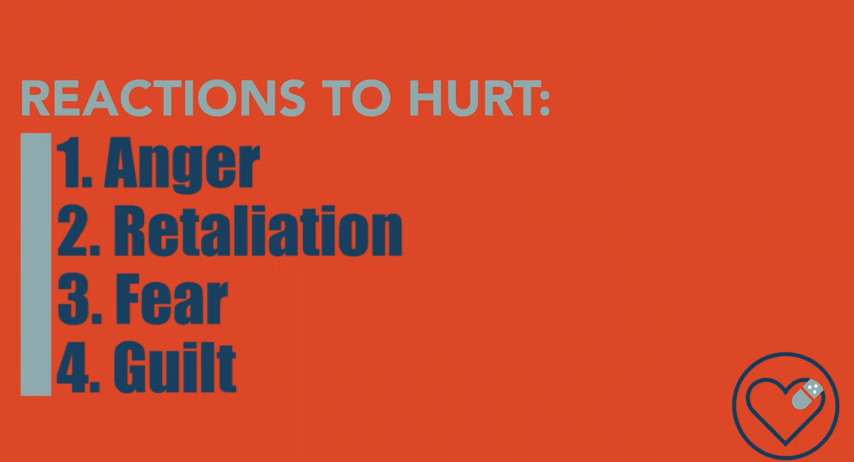 REACTIONS TO HURT:
1. Anger
2. Retaliation
3. Fear
4. Guilt